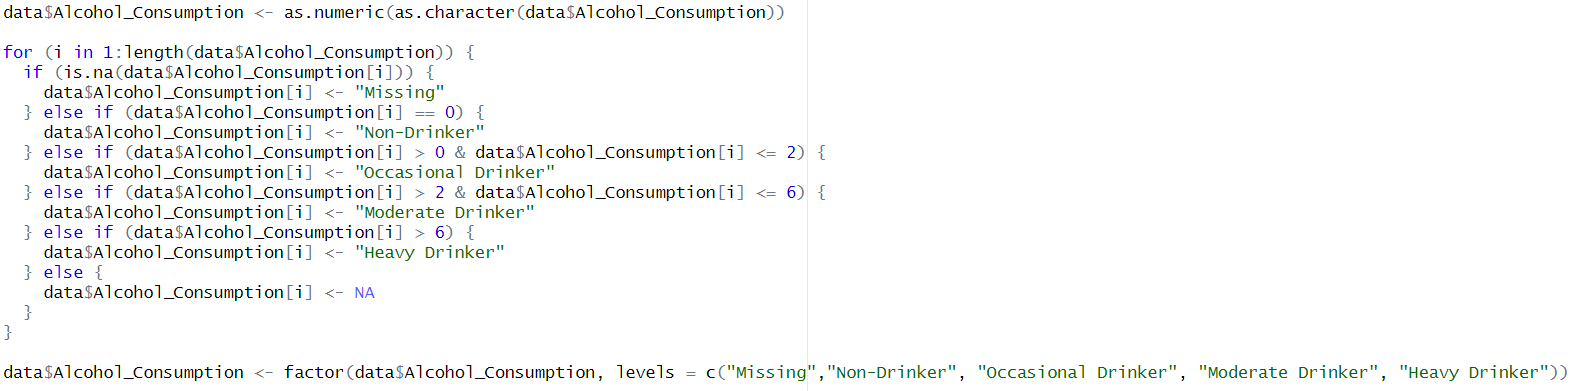 data$Alcohol_Consumption <- as.numeric(as.character(data$Alcohol_Consumption))
for (i in 1:length(data$Alcohol_Consumption)) {
  if (is.na(data$Alcohol_Consumption[i])) {
    data$Alcohol_Consumption[i] <- "Missing"
  } else if (data$Alcohol_Consumption[i] == 0) {
    data$Alcohol_Consumption[i] <- "Non-Drinker"
  } else if (data$Alcohol_Consumption[i] > 0 & data$Alcohol_Consumption[i] <= 2) {
    data$Alcohol_Consumption[i] <- "Occasional Drinker"
  } else if (data$Alcohol_Consumption[i] > 2 & data$Alcohol_Consumption[i] <= 6) {
    data$Alcohol_Consumption[i] <- "Moderate Drinker"
  } else if (data$Alcohol_Consumption[i] > 6) {
    data$Alcohol_Consumption[i] <- "Heavy Drinker"
  } else {
    data$Alcohol_Consumption[i] <- NA
  }
}
data$Alcohol_Consumption <- factor(data$Alcohol_Consumption, levels = c("Missing","Non-Drinker", "Occasional Drinker", "Moderate Drinker", "Heavy Drinker"))